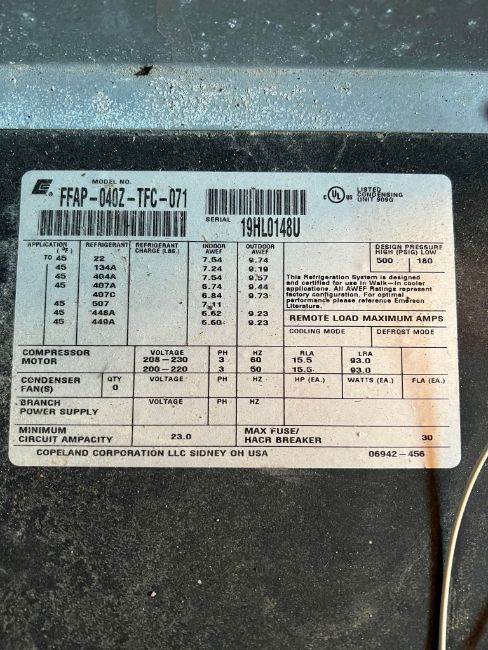 MODEL NO.
FFAP-040Z-TFC-071
SERIAL 19HL0148U
C UL US LISTED CONDENSING UNIT 909G
APPLICATION (°F) REFRIGERANT REFRIGERANT CHARGE (LBS.) INDOOR AWEF OUTDOOR AWEF DESIGN PRESSURE HIGH (PSIG) LOW
TO 45 22 7.54 9.74 500 180
45 134A 7.24 9.19
45 404A 7.54 9.57
45 407A 6.74 9.44
407C 6.84 9.73
45 507 7.11
45 448A 6.62 9.23
45 449A 6.60 9.23
This Refrigeration System is designed
and certified for use in Walk-in cooler
applications. All AWEF Ratings represent
factory configuration. For optimal
performance please reference Emerson
Literature.
REMOTE LOAD MAXIMUM AMPS
COOLING MODE DEFROST MODE
COMPRESSOR MOTOR VOLTAGE PH HZ RLA LRA
208-230 3 60 15.5 93.0
200-220 3 50 15.5 93.0
CONDENSER FAN(S) QTY 0 VOLTAGE PH HZ HP (EA.) WATTS (EA.) FLA (EA.)
BRANCH POWER SUPPLY VOLTAGE PH HZ
MINIMUM CIRCUIT AMPACITY 23.0 MAX FUSE/ HACR BREAKER 30
COPELAND CORPORATION LLC SIDNEY OH USA 06942-456